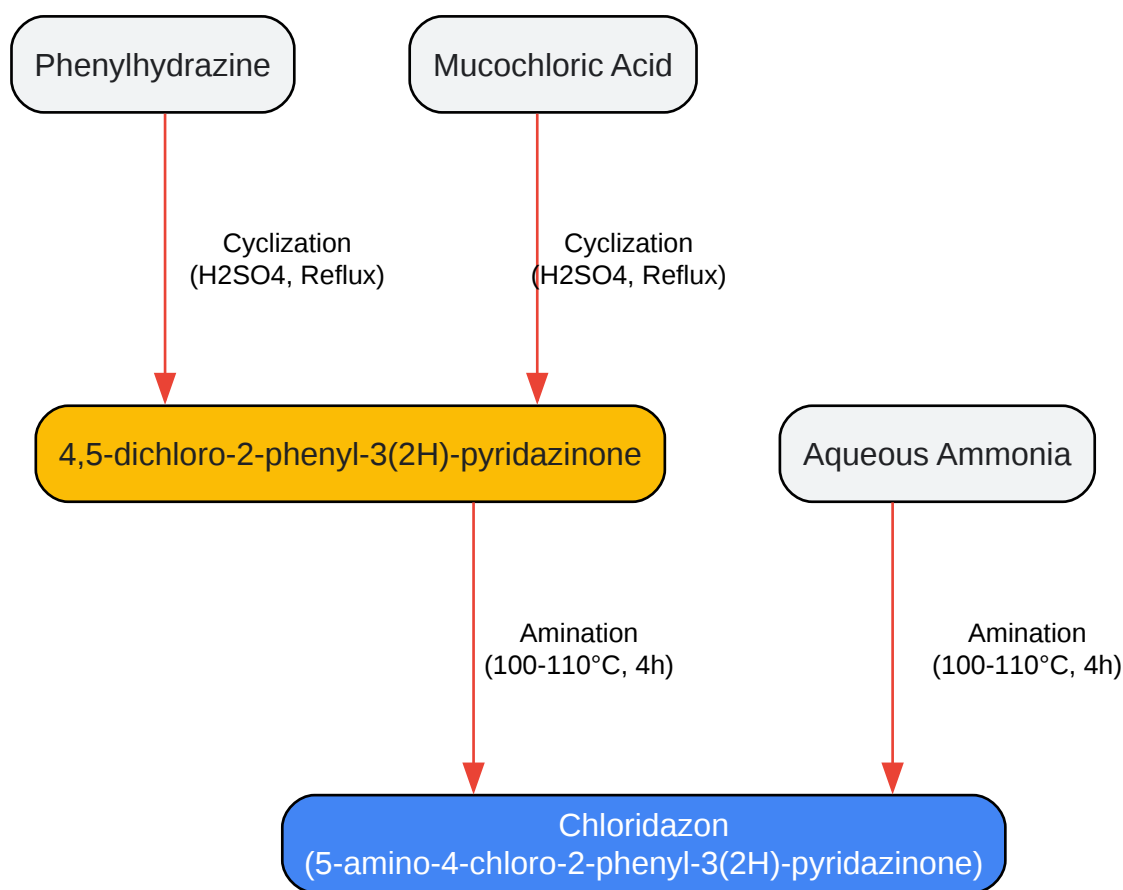 Phenylhydrazine
Mucochloric Acid
Cyclization
(H2SO4, Reflux)
Cyclization
(H2SO4, Reflux)
4,5-dichloro-2-phenyl-3(2H)-pyridazinone
Aqueous Ammonia
Amination
(100-110°C, 4h)
Amination
(100-110°C, 4h)
Chloridazon
(5-amino-4-chloro-2-phenyl-3(2H)-pyridazinone)